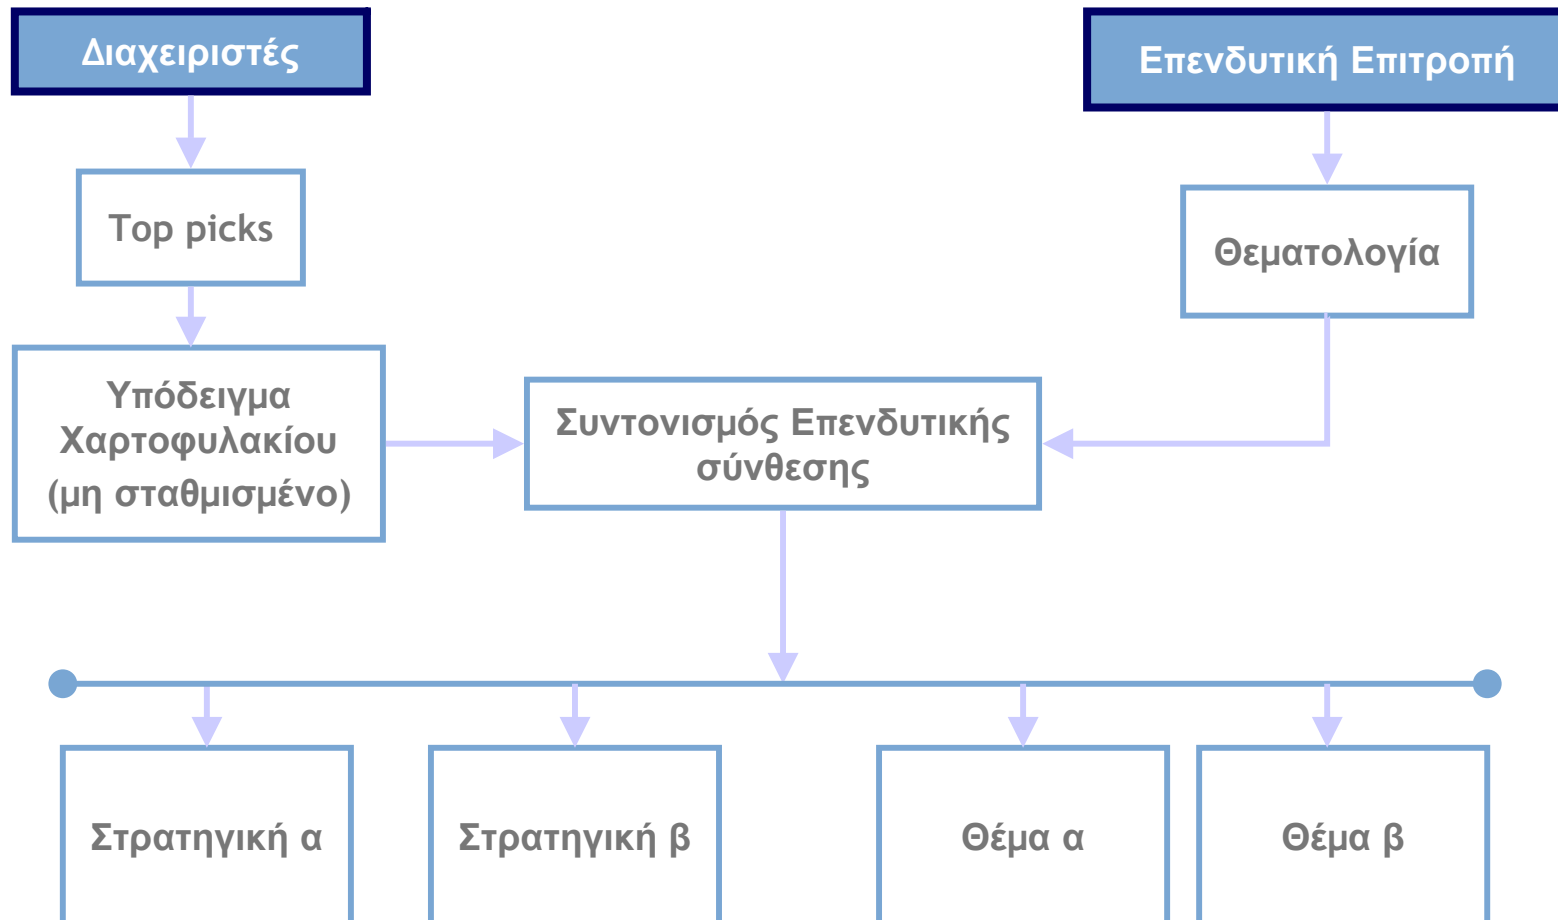 Διαχειριστές
Επενδυτική Επιτροπή
Top picks
Θεματολογία
Υπόδειγμα
Χαρτοφυλακίου
(μη σταθμισμένο)
Συντονισμός Επενδυτικής
σύνθεσης
Στρατηγική α
Στρατηγική β
Θέμα α
Θέμα β